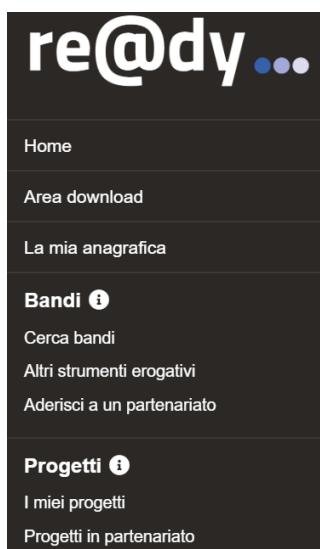 re@dy...
Home
Area download
La mia anagrafica
Bandi
Cerca bandi
Altri strumenti erogativi
Aderisci a un partenariato
Progetti
I miei progetti
Progetti in partenariato